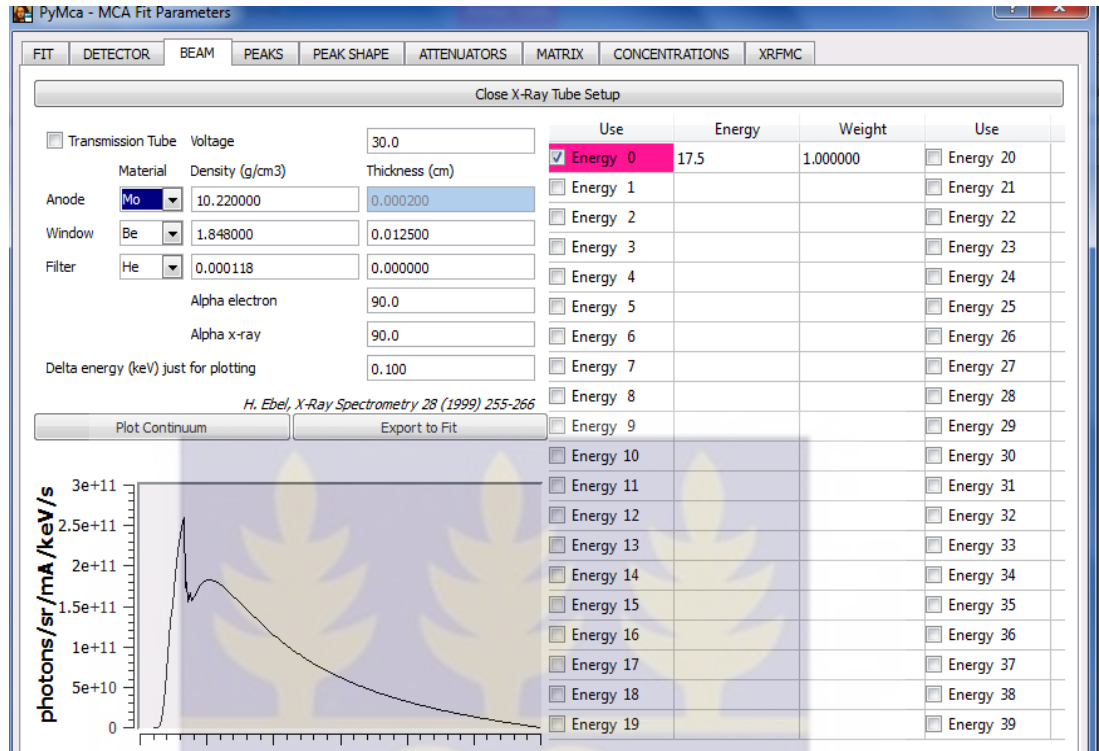 PyMca - MCA Fit Parameters
FIT DETECTOR BEAM PEAKS PEAK SHAPE ATTENUATORS MATRIX CONCENTRATIONS XRFMC
Close X-Ray Tube Setup
Transmission Tube Voltage 30.0
Material Density (g/cm3) Thickness (cm)
Anode Mo 10.220000 0.000200
Window Be 1.848000 0.012500
Filter He 0.000118 0.000000
Alpha electron 90.0
Alpha x-ray 90.0
Delta energy (keV) just for plotting 0.100
H. Ebel, X-Ray Spectrometry 28 (1999) 255-266
Plot Continuum Export to Fit
photons/sr/mA/keV/s
3e+11
2.5e+11
2e+11
1.5e+11
1e+11
5e+10
0
Use Energy Weight Use
Energy 0 17.5 1.000000 Energy 20
Energy 1 Energy 21
Energy 2 Energy 22
Energy 3 Energy 23
Energy 4 Energy 24
Energy 5 Energy 25
Energy 6 Energy 26
Energy 7 Energy 27
Energy 8 Energy 28
Energy 9 Energy 29
Energy 10 Energy 30
Energy 11 Energy 31
Energy 12 Energy 32
Energy 13 Energy 33
Energy 14 Energy 34
Energy 15 Energy 35
Energy 16 Energy 36
Energy 17 Energy 37
Energy 18 Energy 38
Energy 19 Energy 39